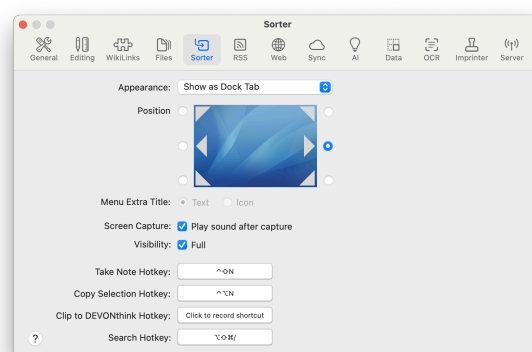 Sorter
General Editing WikiLinks Files Sorter RSS Web Sync AI Data OCR Imprinter Server
Appearance: Show as Dock Tab
Position
Menu Extra Title: Text Icon
Screen Capture: Play sound after capture
Visibility: Full
Take Note Hotkey: ^⇧N
Copy Selection Hotkey: ^⌥N
Clip to DEVONthink Hotkey: Click to record shortcut
Search Hotkey: ⌥⇧⌘/
?